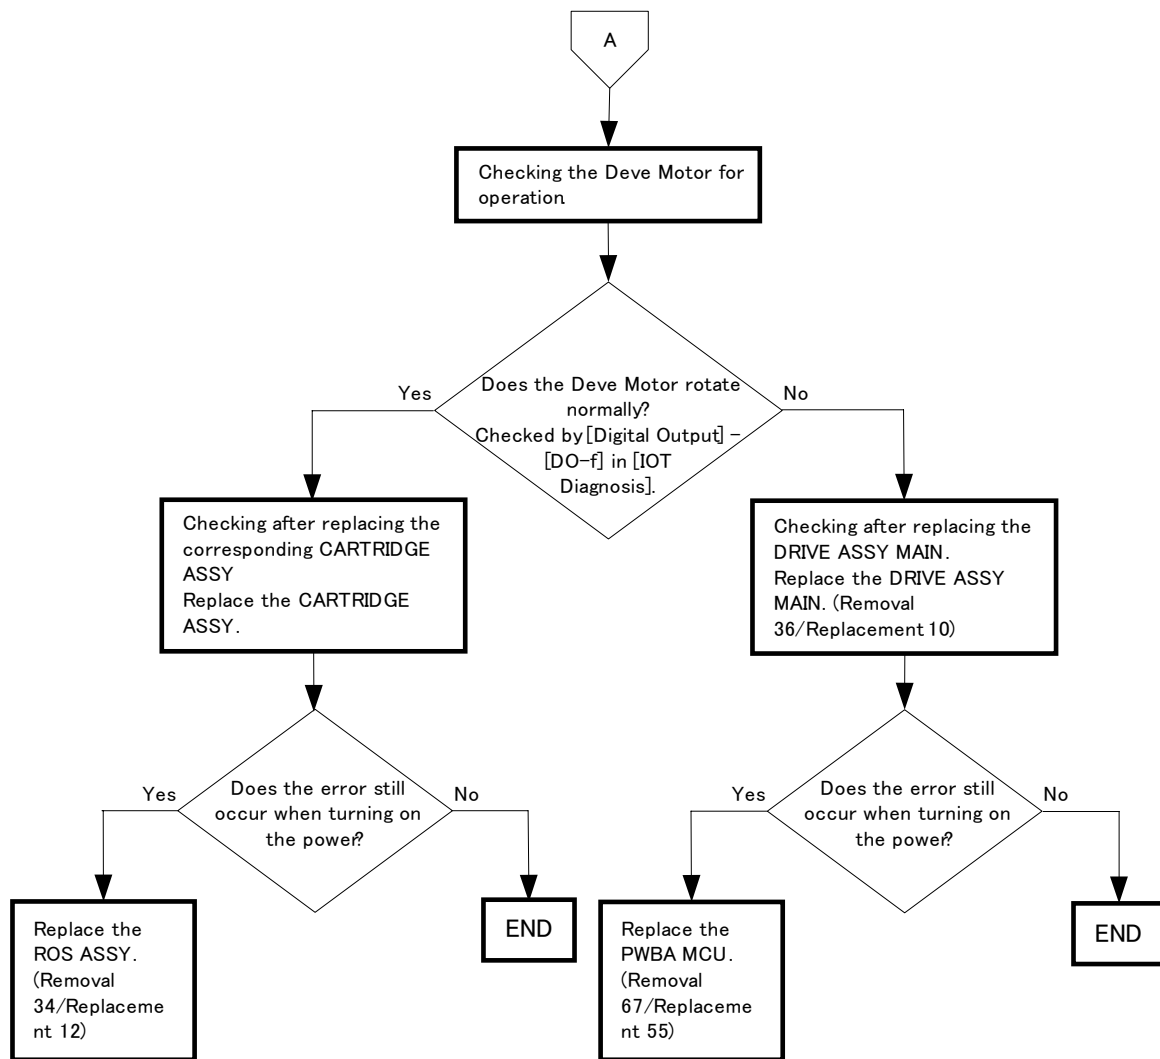 A
Checking the Deve Motor for
operation.
Does the Deve Motor rotate
normally?
Checked by [Digital Output] –
[DO-f] in [IOT
Diagnosis].
Yes
No
Checking after replacing the
corresponding CARTRIDGE
ASSY
Replace the CARTRIDGE
ASSY.
Checking after replacing the
DRIVE ASSY MAIN.
Replace the DRIVE ASSY
MAIN. (Removal
36/Replacement 10)
Does the error still
occur when turning on
the power?
Yes
No
Does the error still
occur when turning on
the power?
Yes
No
Replace the
ROS ASSY.
(Removal
34/Replaceme
nt 12)
END
Replace the
PWBA MCU.
(Removal
67/Replaceme
nt 55)
END